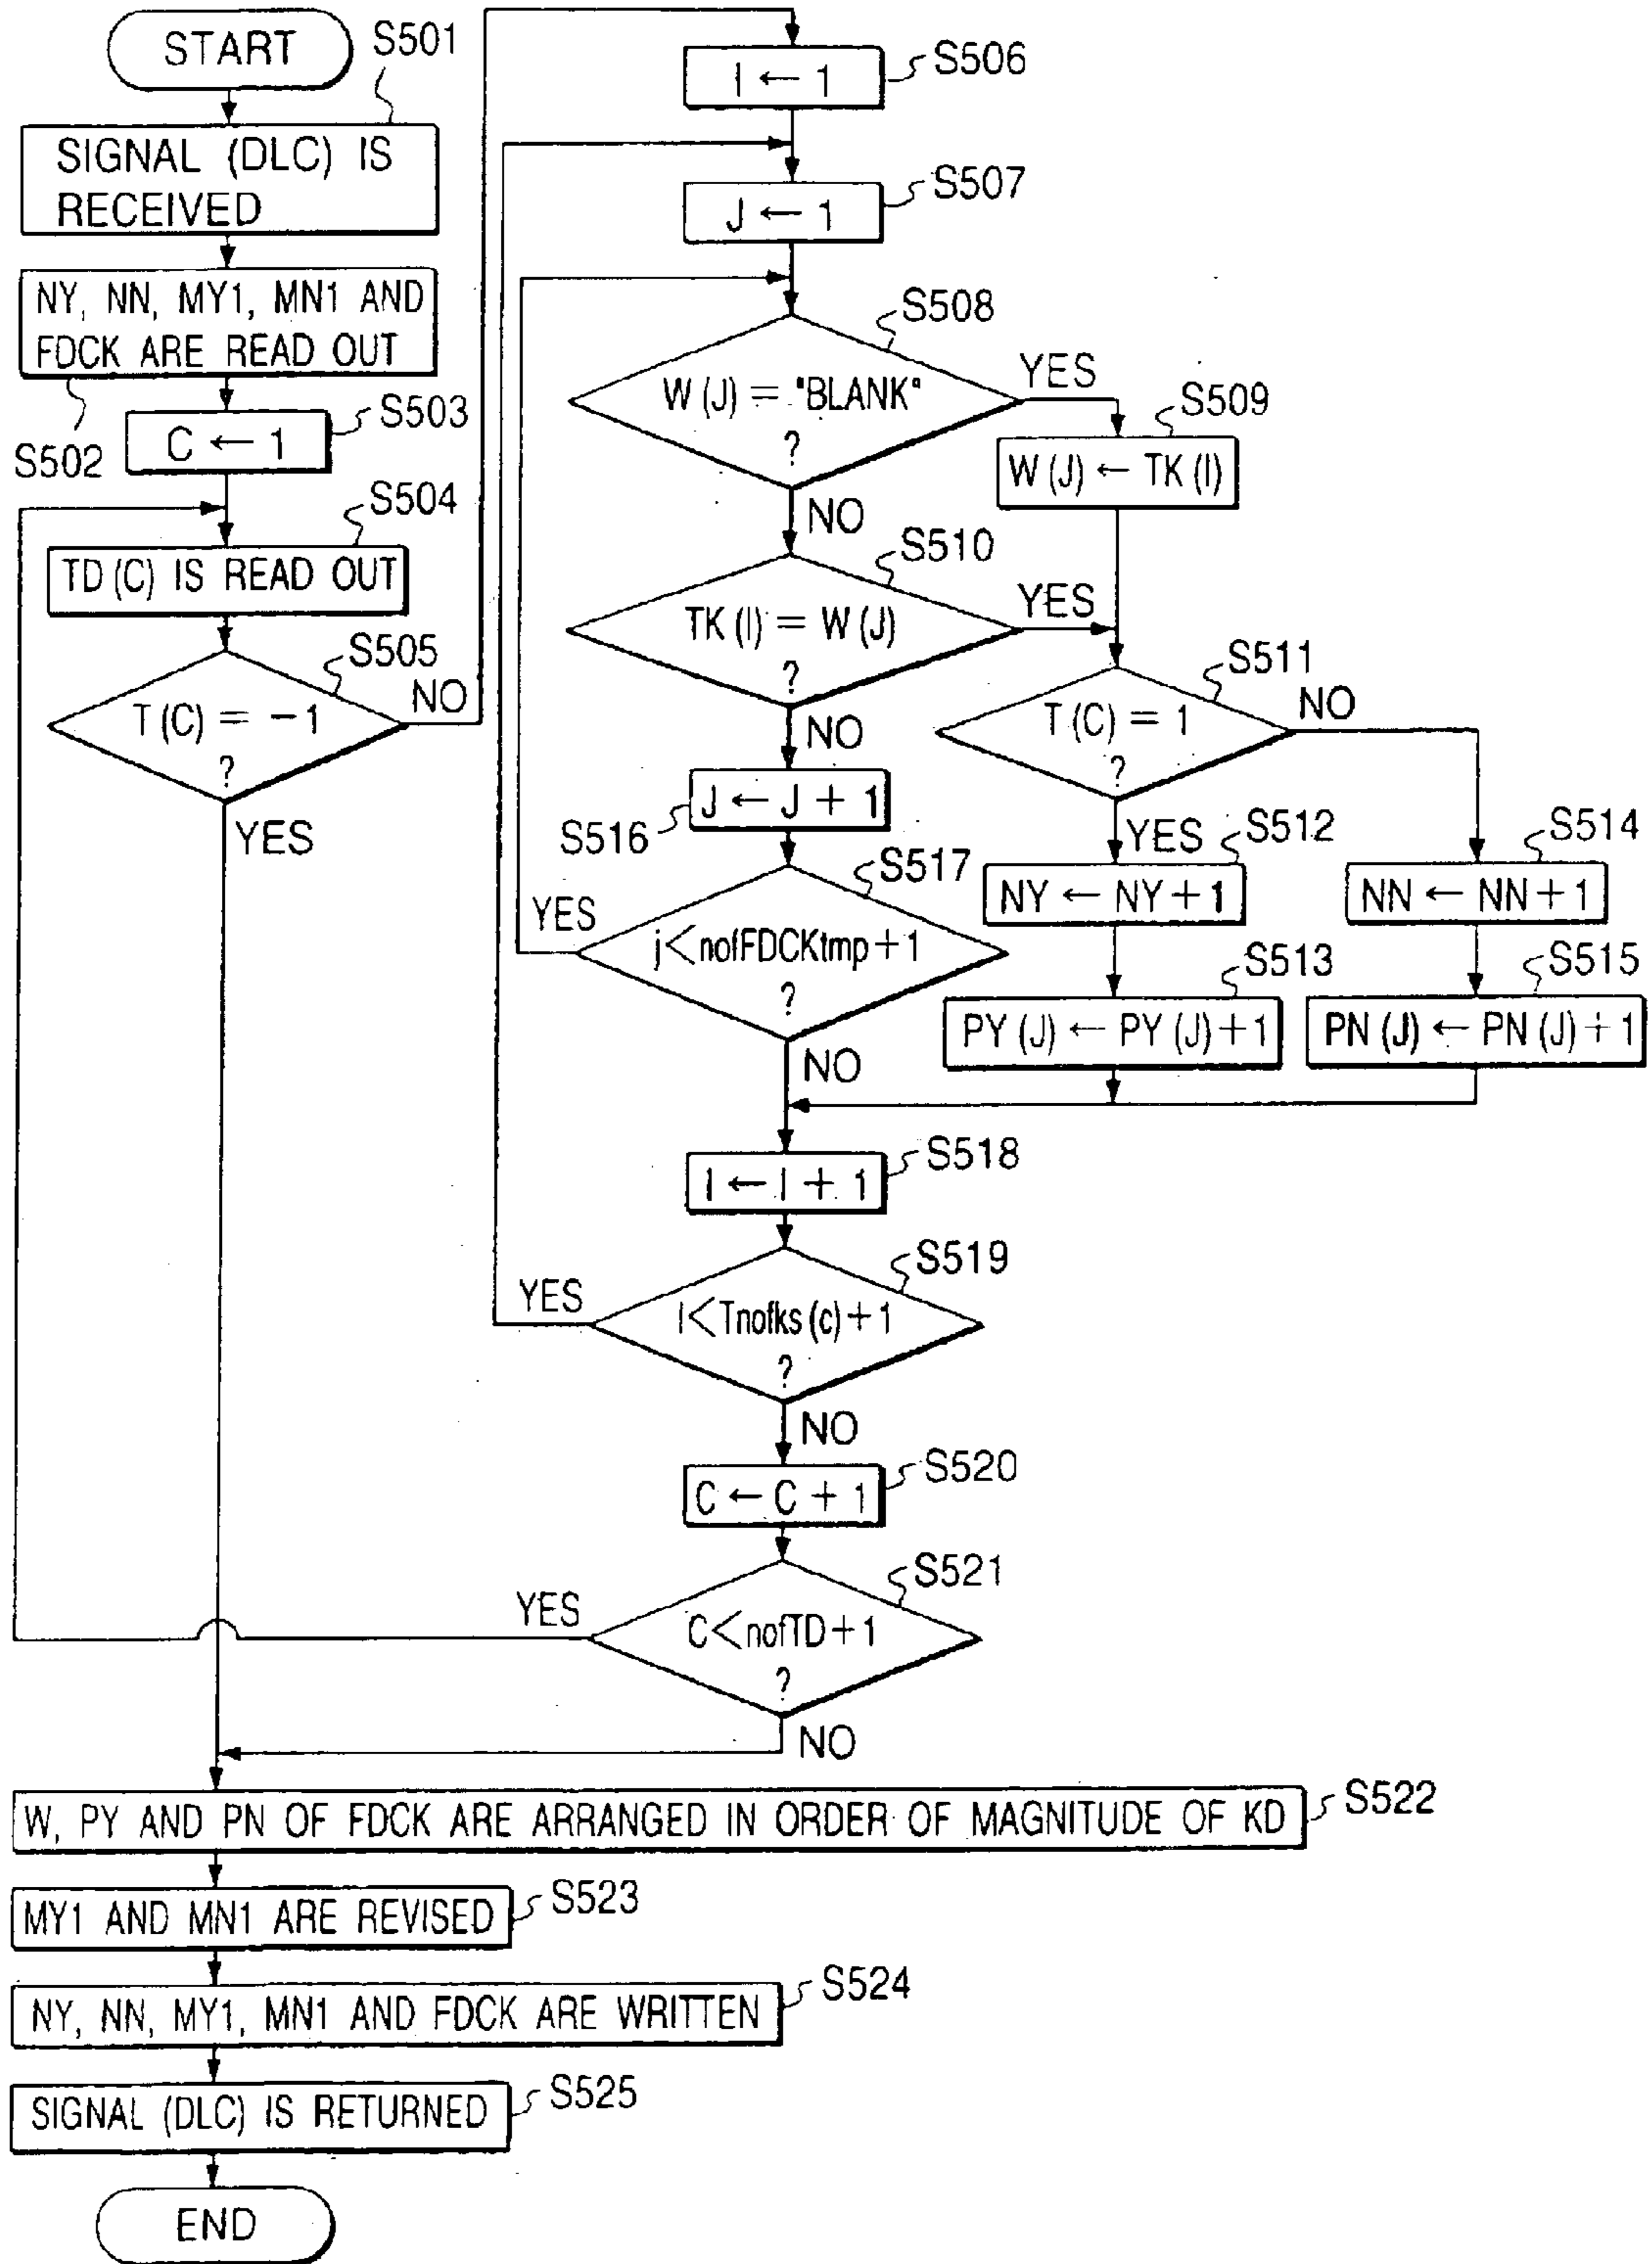 START
S501
SIGNAL (DLC) IS
RECEIVED
NY, NN, MY1, MN1 AND
FDCK ARE READ OUT
S502
C ← 1
S503
S504
TD (C) IS READ OUT
S505
T (C) = −1
?
NO
YES
I ← 1
S506
J ← 1
S507
S508
W (J) = "BLANK"
?
YES
NO
S509
W (J) ← TK (I)
S510
TK (I) = W (J)
?
YES
NO
S511
T (C) = 1
?
NO
YES
J ← J + 1
S516
S517
j<nofFDCKtmp+1
?
YES
NO
S512
NY ← NY+1
S513
PY (J) ← PY (J)+1
S514
NN ← NN+1
S515
PN (J) ← PN (J)+1
S518
I ← I + 1
S519
I<Tnofks (c)+1
?
YES
NO
S520
C ← C + 1
S521
C<nofTD+1
?
YES
NO
W, PY AND PN OF FDCK ARE ARRANGED IN ORDER OF MAGNITUDE OF KD
S522
MY1 AND MN1 ARE REVISED
S523
NY, NN, MY1, MN1 AND FDCK ARE WRITTEN
S524
SIGNAL (DLC) IS RETURNED
S525
END